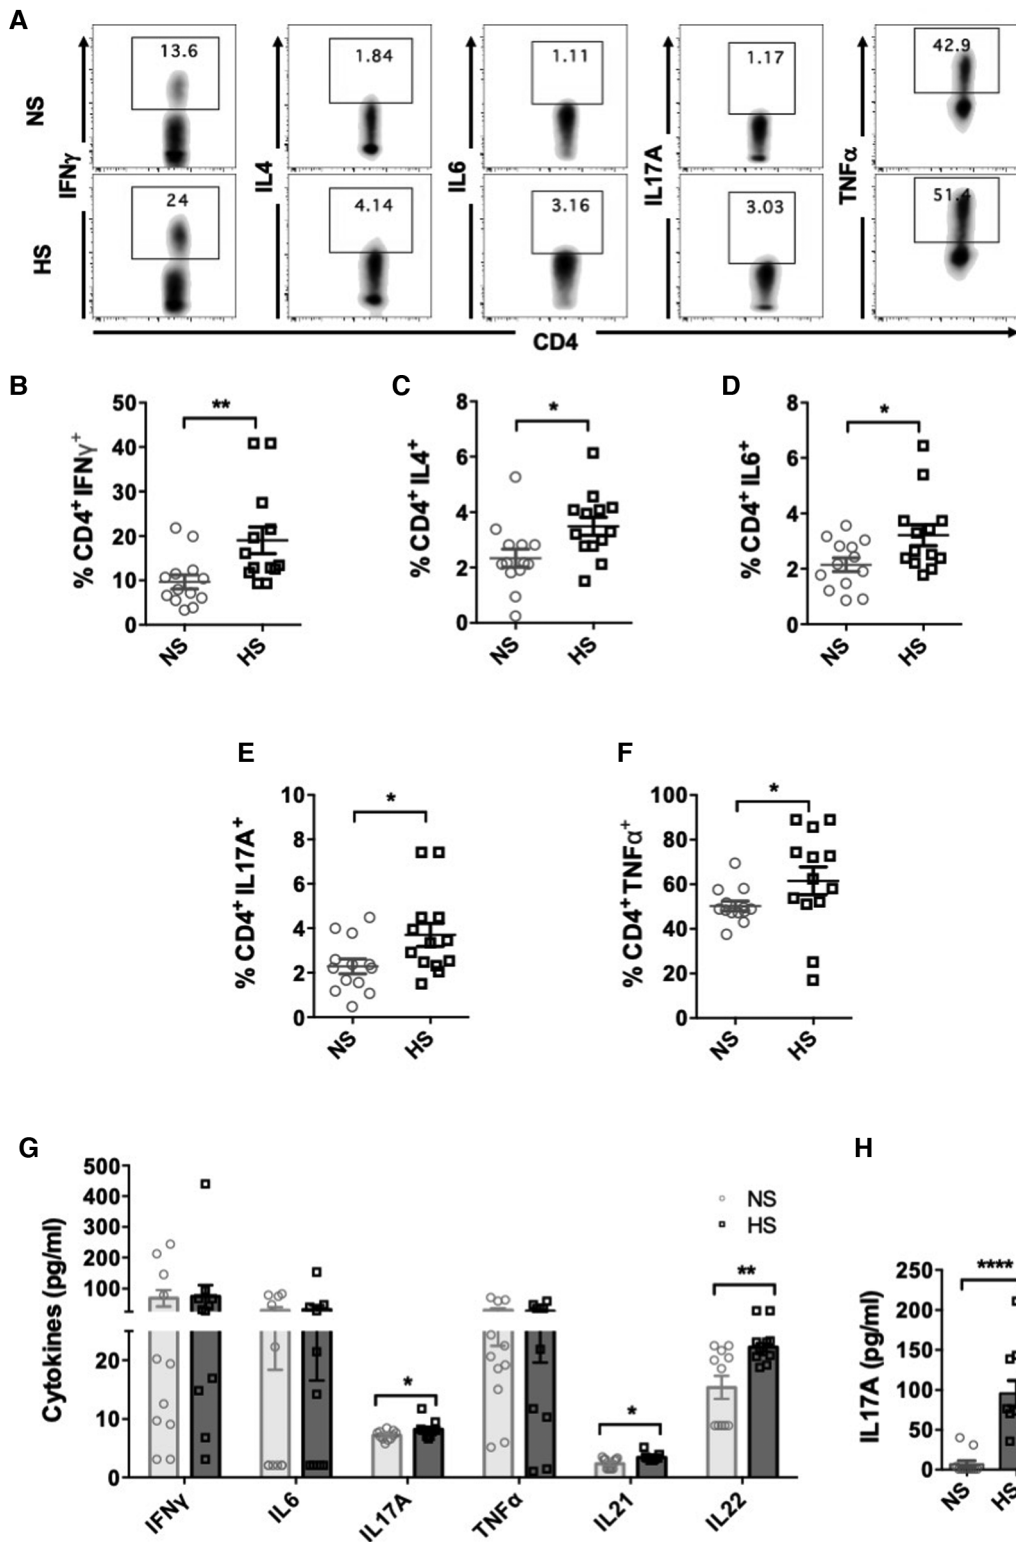 A
NS
IFNγ
13.6
IL4
1.84
IL6
1.11
IL17A
1.17
TNFα
42.9
HS
24
4.14
3.16
3.03
51.4
CD4
B
% CD4+ IFNγ+
50
40
30
20
10
0
**
NS
HS
C
% CD4+ IL4+
8
6
4
2
0
*
NS
HS
D
% CD4+ IL6+
8
6
4
2
0
*
NS
HS
E
% CD4+ IL17A+
10
8
6
4
2
0
*
NS
HS
F
% CD4+ TNFα+
100
80
60
40
20
0
*
NS
HS
G
Cytokines (pg/ml)
500
400
300
200
100
20
10
0
*
*
**
NS
HS
IFNγ
IL6
IL17A
TNFα
IL21
IL22
H
IL17A (pg/ml)
250
200
150
100
50
0
****
NS
HS